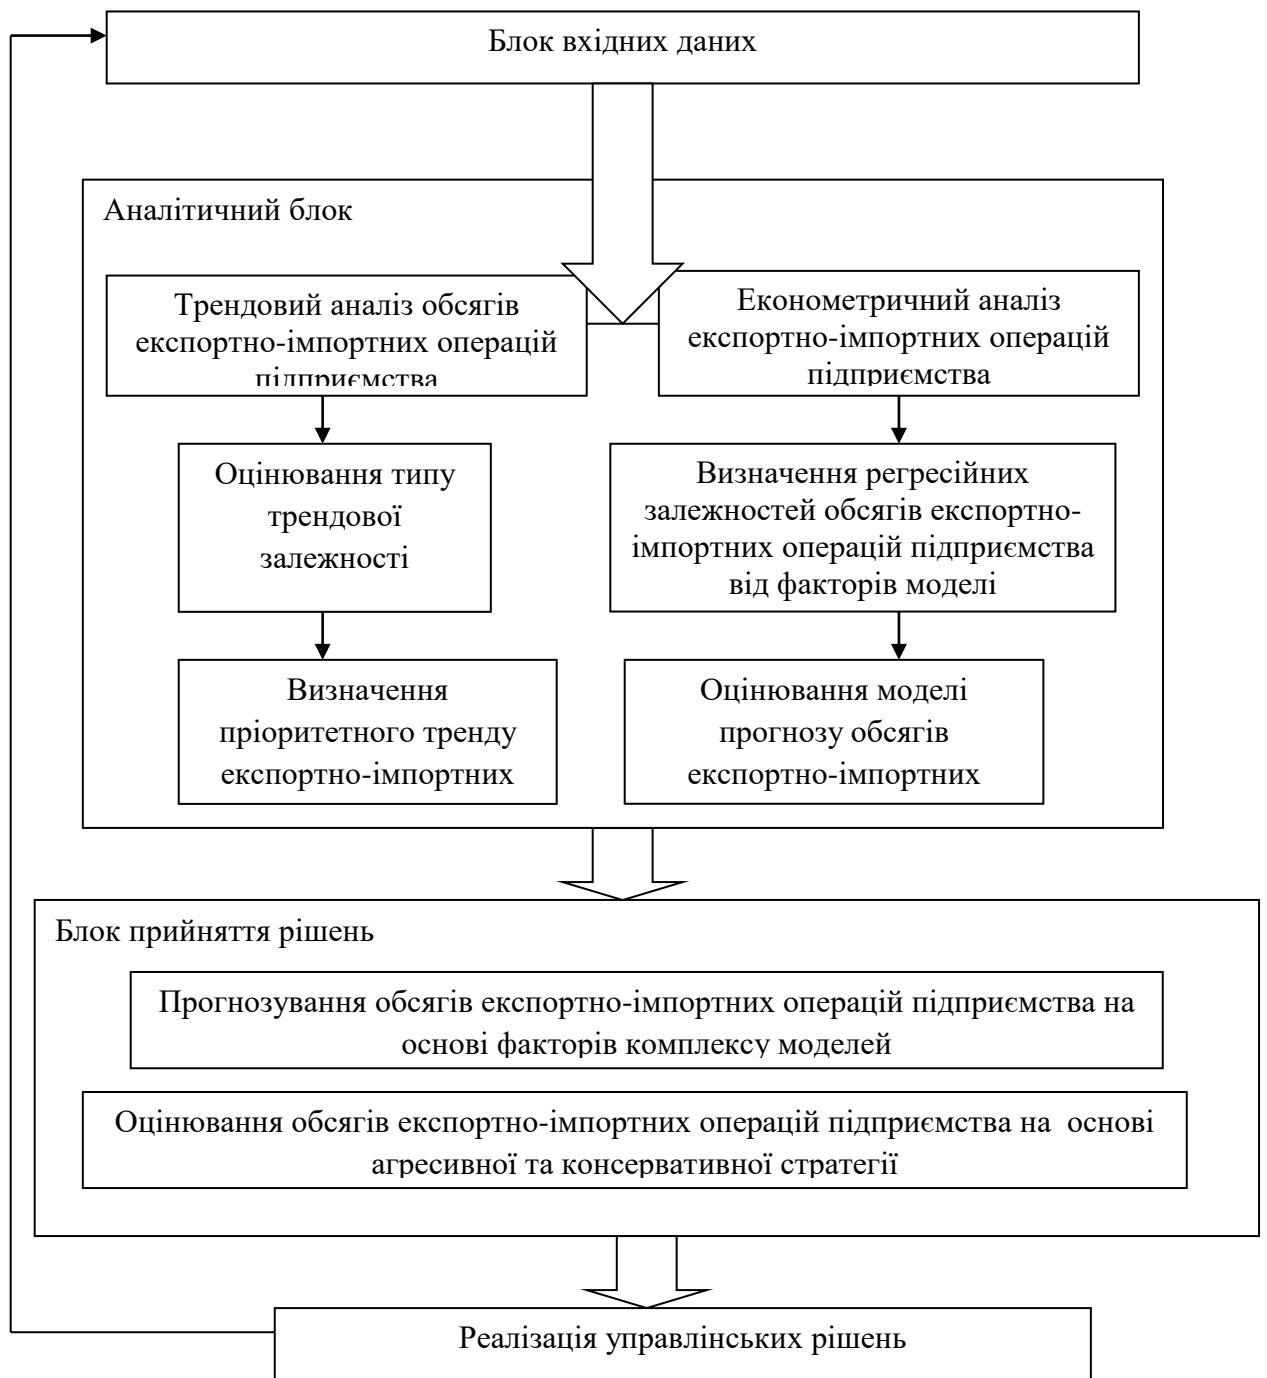 Блок вхідних даних
Аналітичний блок
Трендовий аналіз обсягів
експортно-імпортних операцій
підприємства
Економетричний аналіз
експортно-імпортних операцій
підприємства
Оцінювання типу
трендової
залежності
Визначення регресійних
залежностей обсягів експортно-
імпортних операцій підприємства
від факторів моделі
Визначення
пріоритетного тренду
експортно-імпортних
Оцінювання моделі
прогнозу обсягів
експортно-імпортних
Блок прийняття рішень
Прогнозування обсягів експортно-імпортних операцій підприємства на
основі факторів комплексу моделей
Оцінювання обсягів експортно-імпортних операцій підприємства на основі
агресивної та консервативної стратегії
Реалізація управлінських рішень